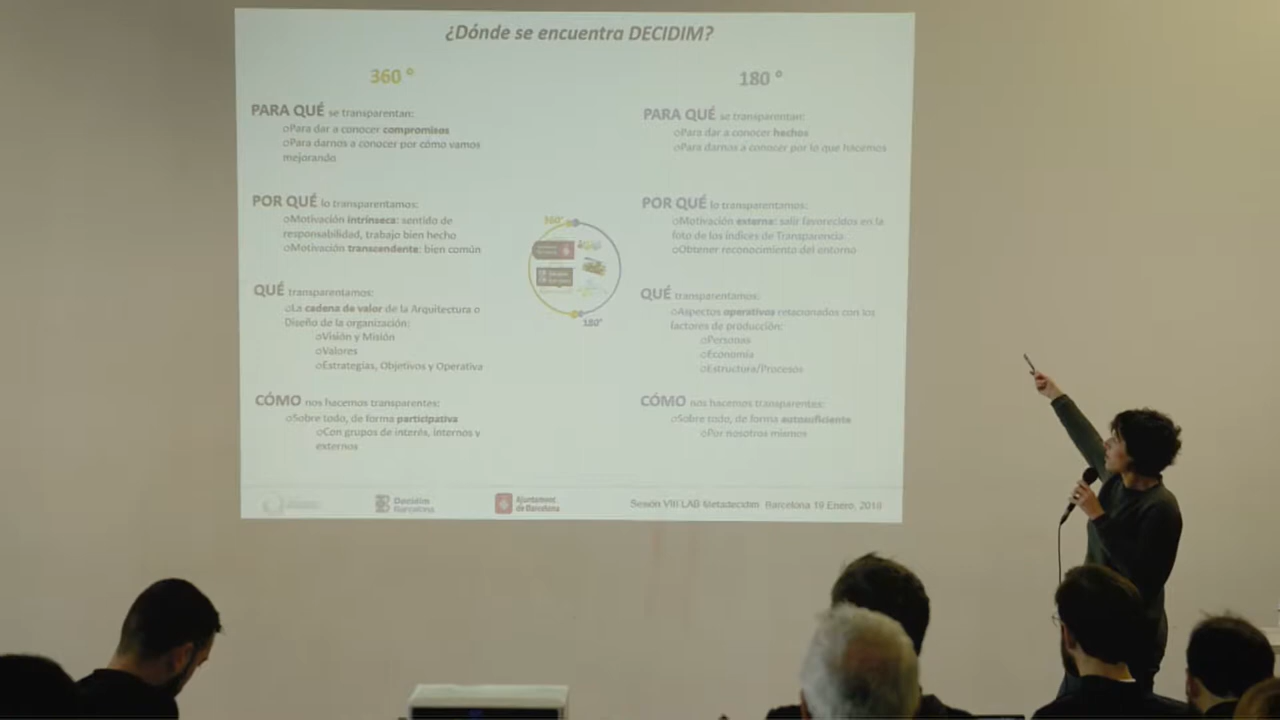 ¿Dónde se encuentra DECIDIM?
360 º
PARA QUÉ se transparentan:
oPara dar a conocer compromisos
oPara darnos a conocer por cómo vamos
mejorando
POR QUÉ lo transparentamos:
oMotivación intrínseca: sentido de
responsabilidad, trabajo bien hecho
oMotivación transcendente: bien común
QUÉ transparentamos:
oLa cadena de valor de la Arquitectura o
Diseño de la organización:
oVisión y Misión
oValores
oEstrategias, Objetivos y Operativa
CÓMO nos hacemos transparentes:
oSobre todo, de forma participativa
oCon grupos de interés, internos y
externos
360°
180°
180 º
PARA QUÉ se transparentan:
oPara dar a conocer hechos
oPara darnos a conocer por lo que hacemos
POR QUÉ lo transparentamos:
oMotivación externa: salir favorecidos en la
foto de los índices de Transparencia
oObtener reconocimiento del entorno
QUÉ transparentamos:
oAspectos operativos relacionados con los
factores de producción:
oPersonas
oEconomía
oEstructura/Procesos
CÓMO nos hacemos transparentes:
oSobre todo, de forma autosuficiente
oPor nosotros mismos
Decidim
Barcelona
Ajuntament
de Barcelona
Sesión VIII LAB Metadecidim Barcelona 19 Enero, 2018